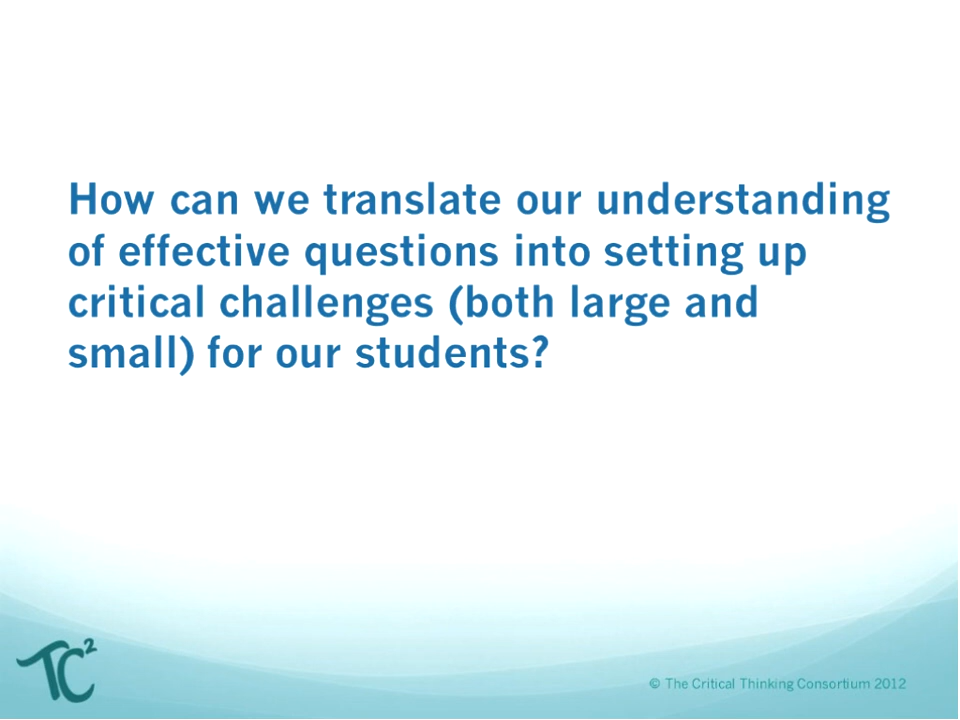 How can we translate our understanding
of effective questions into setting up
critical challenges (both large and
small) for our students?
TC²
© The Critical Thinking Consortium 2012